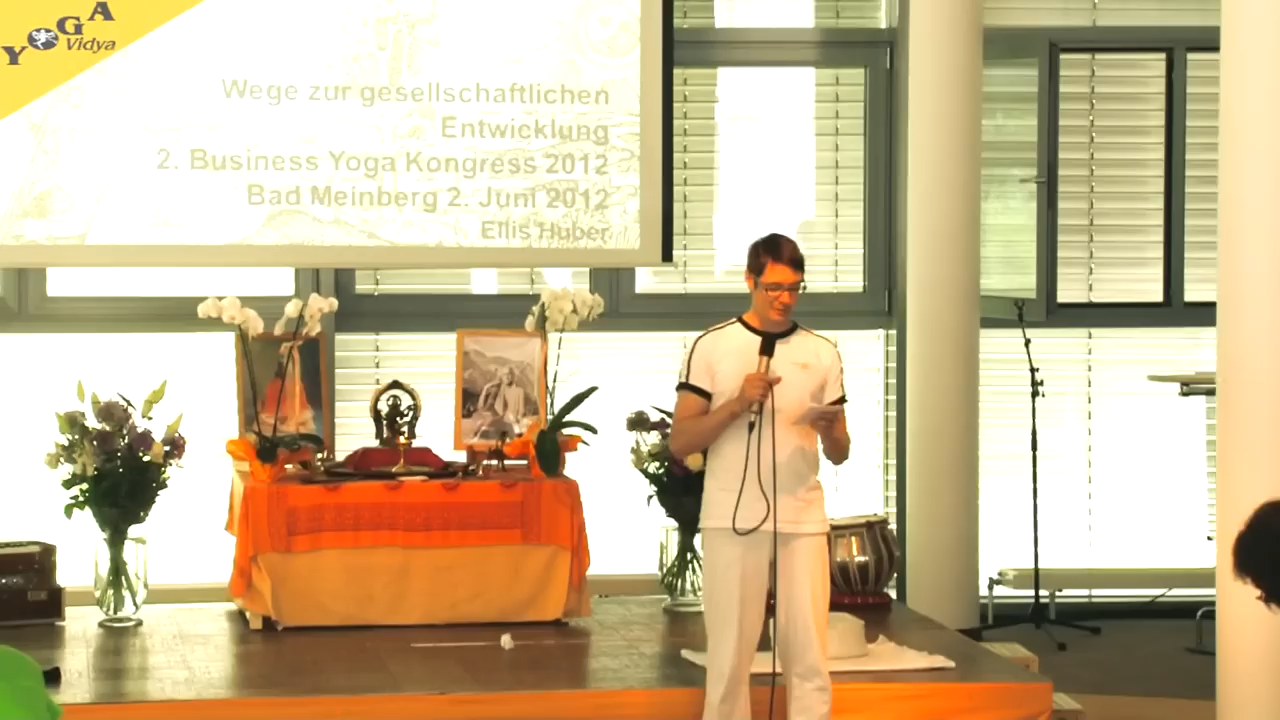 YOGA
Vidya
Wege zur gesellschaftlichen
Entwicklung
2. Business Yoga Kongress 2012
Bad Meinberg 2. Juni 2012
Ellis Huber